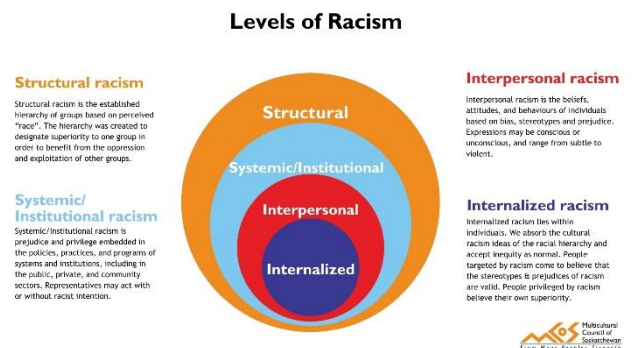 Levels of Racism
Structural racism
Structural racism is the established
hierarchy of groups based on perceived
"race". The hierarchy was created to
designate superiority to one group in
order to benefit from the oppression
and exploitation of other groups.
Systemic/
Institutional racism
Systemic/Institutional racism is
prejudice and privilege embedded in
the policies, practices, and programs of
systems and institutions, including in
the public, private, and community
sectors. Representatives may act with
or without racist intention.
Structural
Systemic/Institutional
Interpersonal
Internalized
Interpersonal racism
Interpersonal racism is the beliefs,
attitudes, and behaviours of individuals
based on bias, stereotypes and prejudice.
Expressions may be conscious or
unconscious, and range from subtle to
violent.
Internalized racism
Internalized racism lies within
individuals. We absorb the cultural
racism ideas of the racial hierarchy and
accept inequity as normal. People
targeted by racism come to believe that
the stereotypes & prejudices of racism
are valid. People privileged by racism
believe their own superiority.
MCOS
Multicultural
Council of
Saskatchewan